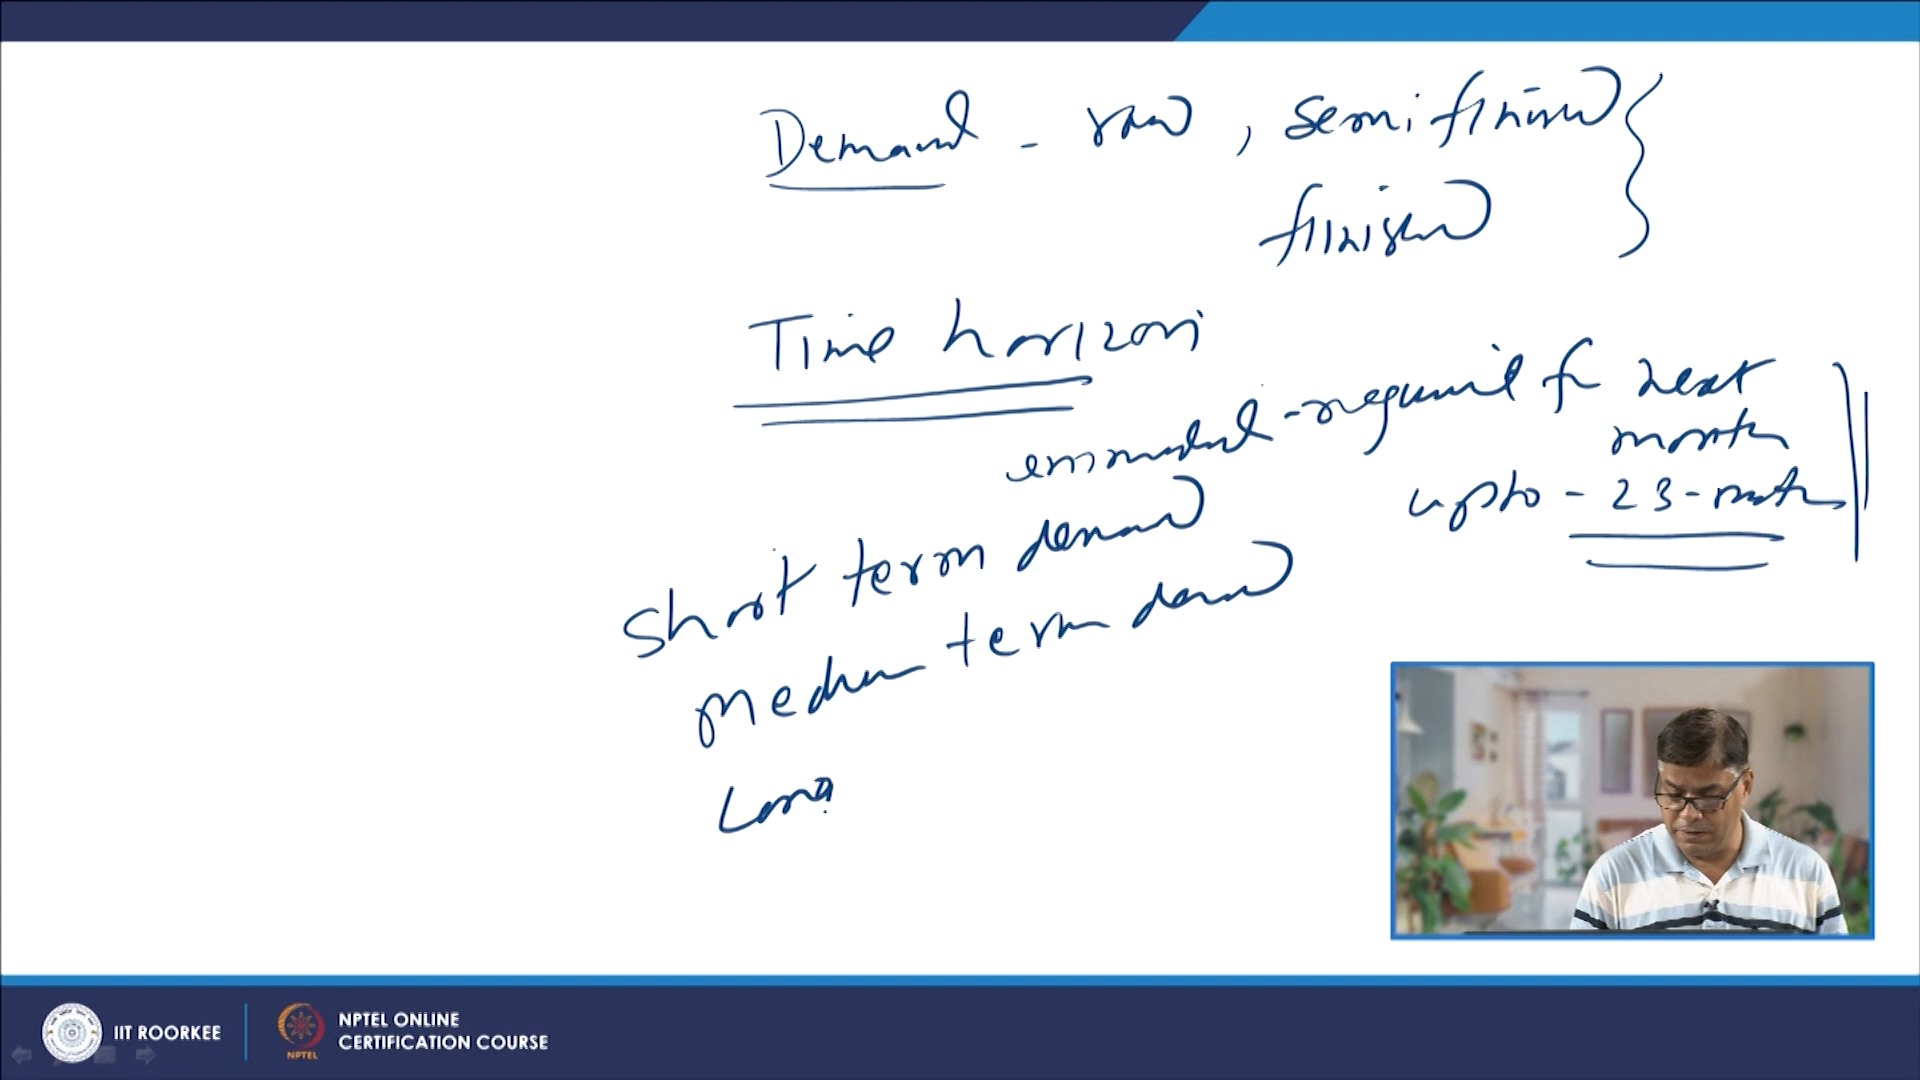 Demand - raw, semi finished
finished
Time horizon
immediate - required for next
month
upto - 2 3 - month
Short term demand
Medium term demand
Long
IIT ROORKEE
NPTEL ONLINE
CERTIFICATION COURSE
NPTEL